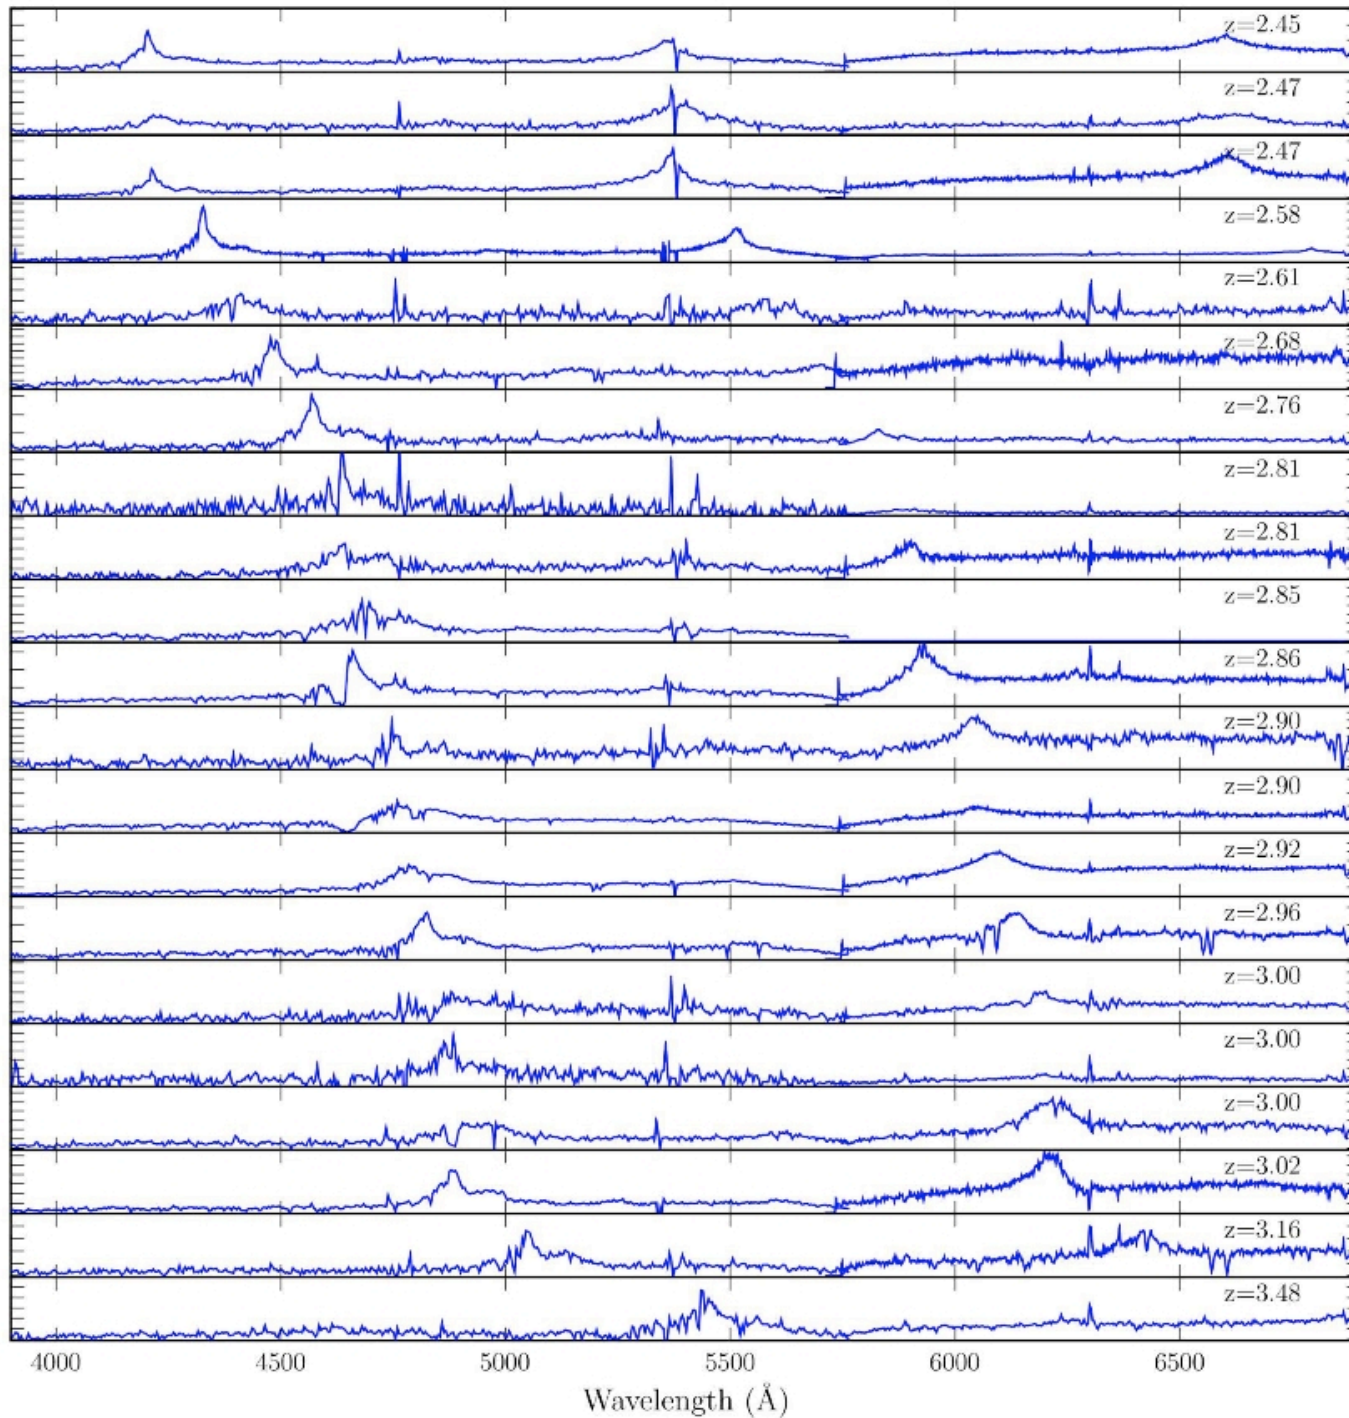 z=2.45
z=2.47
z=2.47
z=2.58
z=2.61
z=2.68
z=2.76
z=2.81
z=2.81
z=2.85
z=2.86
z=2.90
z=2.90
z=2.92
z=2.96
z=3.00
z=3.00
z=3.00
z=3.02
z=3.16
z=3.48
4000 4500 5000 5500 6000 6500
Wavelength (Å)